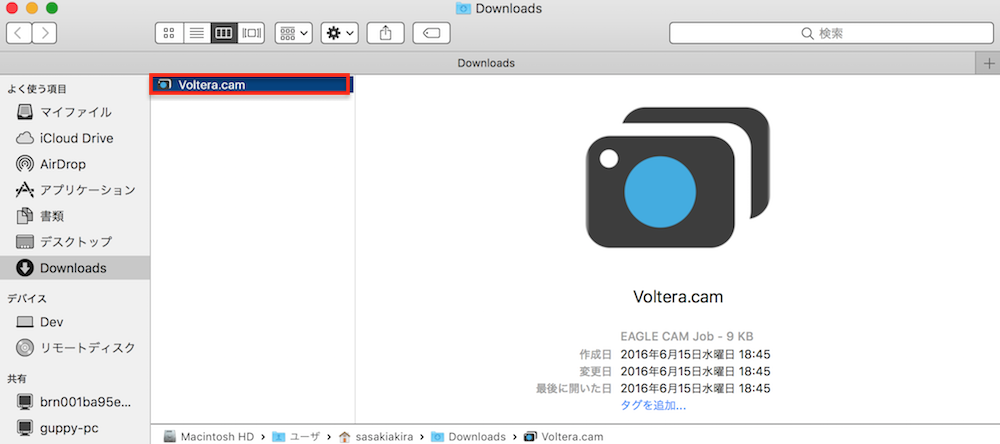 Downloads
検索
Downloads
よく使う項目
マイファイル
iCloud Drive
AirDrop
アプリケーション
書類
デスクトップ
Downloads
デバイス
Dev
リモートディスク
共有
brn001ba95e...
guppy-pc
Voltera.cam
Voltera.cam
EAGLE CAM Job - 9 KB
作成日 2016年6月15日水曜日 18:45
変更日 2016年6月15日水曜日 18:45
最後に開いた日 2016年6月15日水曜日 18:45
タグを追加...
Macintosh HD › ユーザ › sasakiakira › Downloads › Voltera.cam